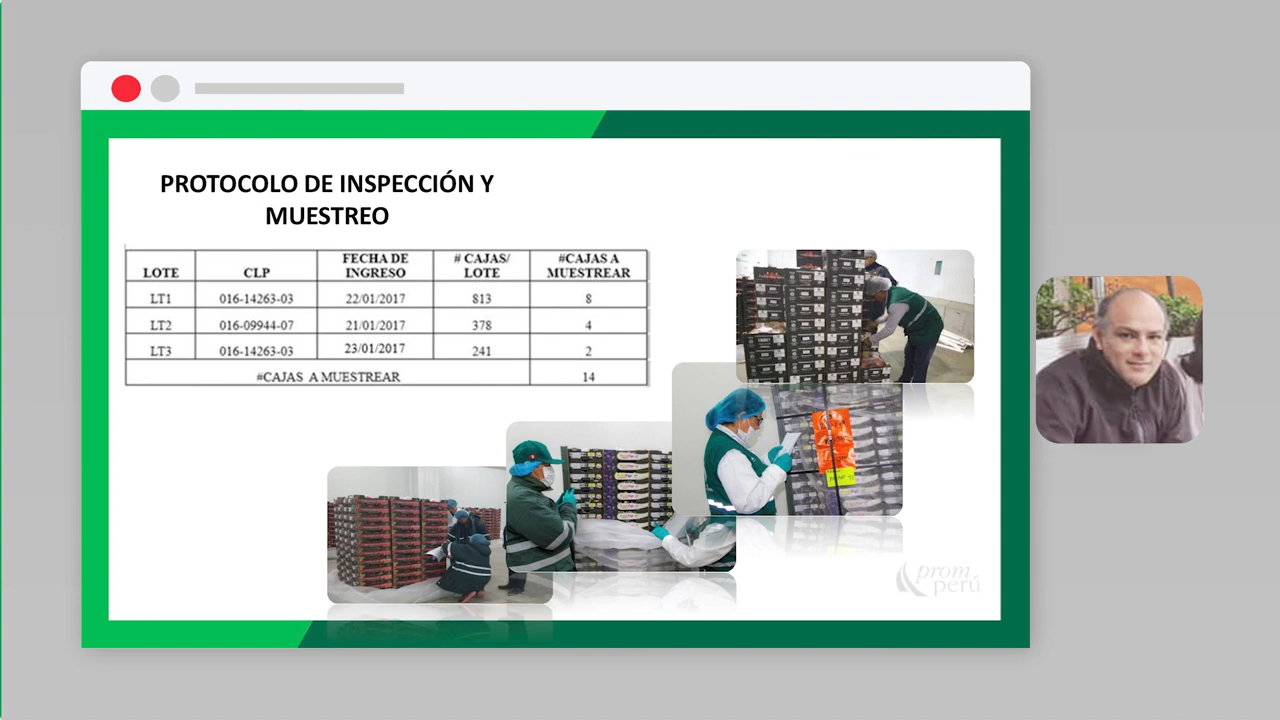 PROTOCOLO DE INSPECCIÓN Y
MUESTREO
LOTE CLP FECHA DE INGRESO # CAJAS/ LOTE #CAJAS A MUESTREAR
LT1 016-14263-03 22/01/2017 813 8
LT2 016-09944-07 21/01/2017 378 4
LT3 016-14263-03 23/01/2017 241 2
#CAJAS A MUESTREAR 14
prom
perú